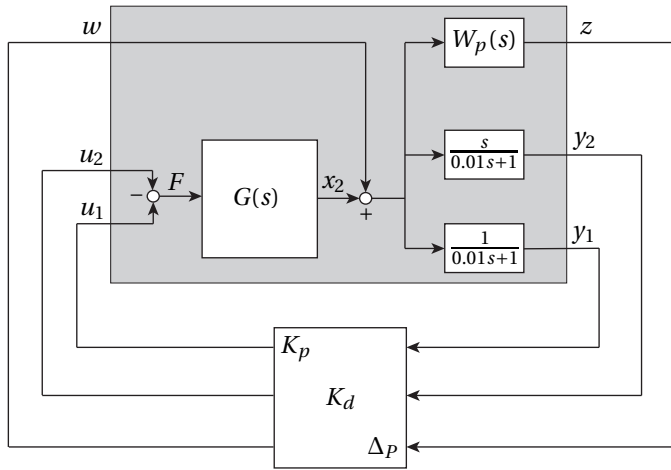 w
W_p(s)
z
u_2
s
0.01s+1
y_2
−
F
G(s)
x_2
+
u_1
1
0.01s+1
y_1
K_p
K_d
Δ_P